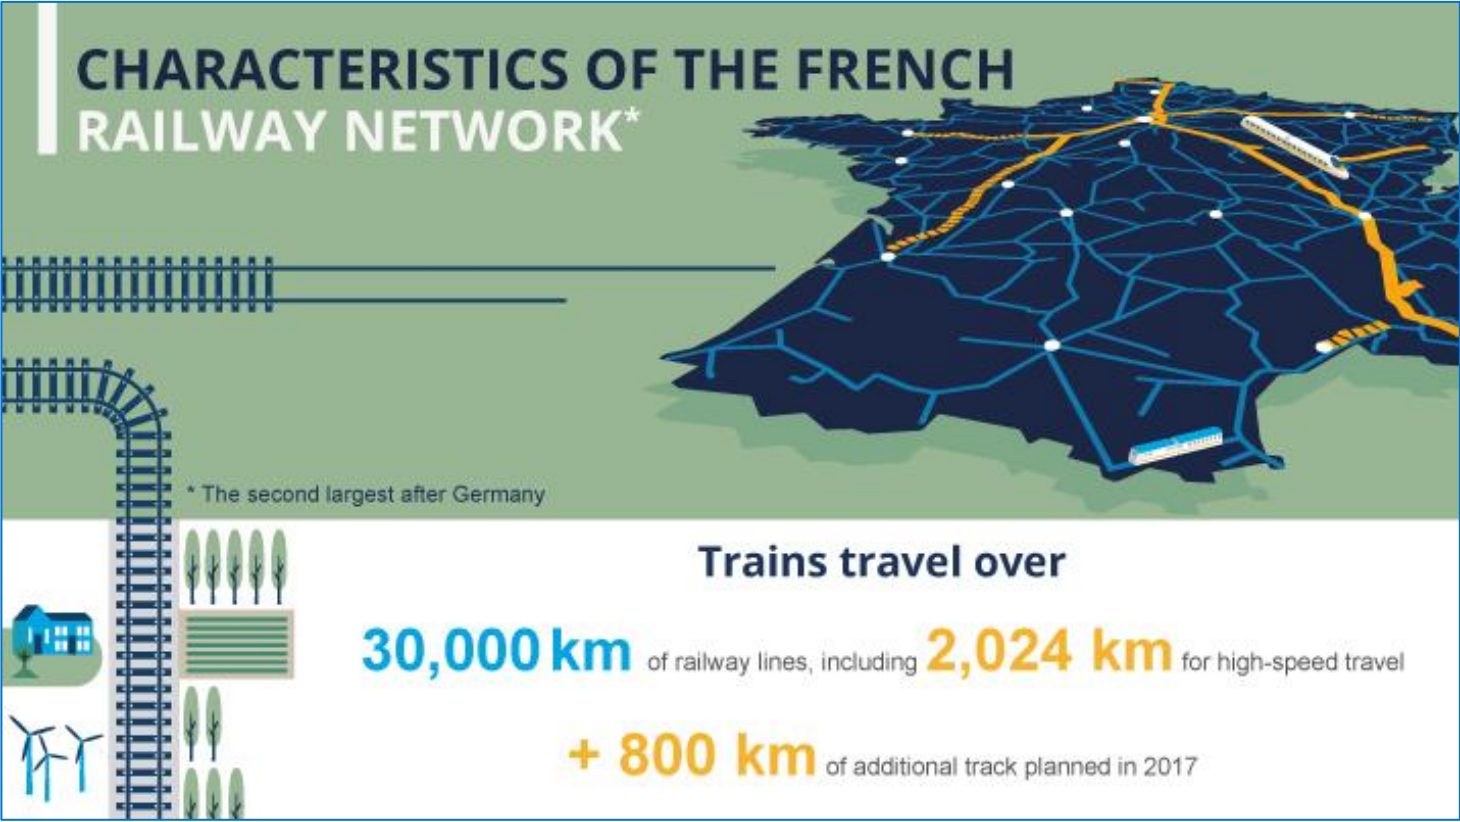 CHARACTERISTICS OF THE FRENCH
RAILWAY NETWORK*
* The second largest after Germany
Trains travel over
30,000 km of railway lines, including 2,024 km for high-speed travel
+ 800 km of additional track planned in 2017